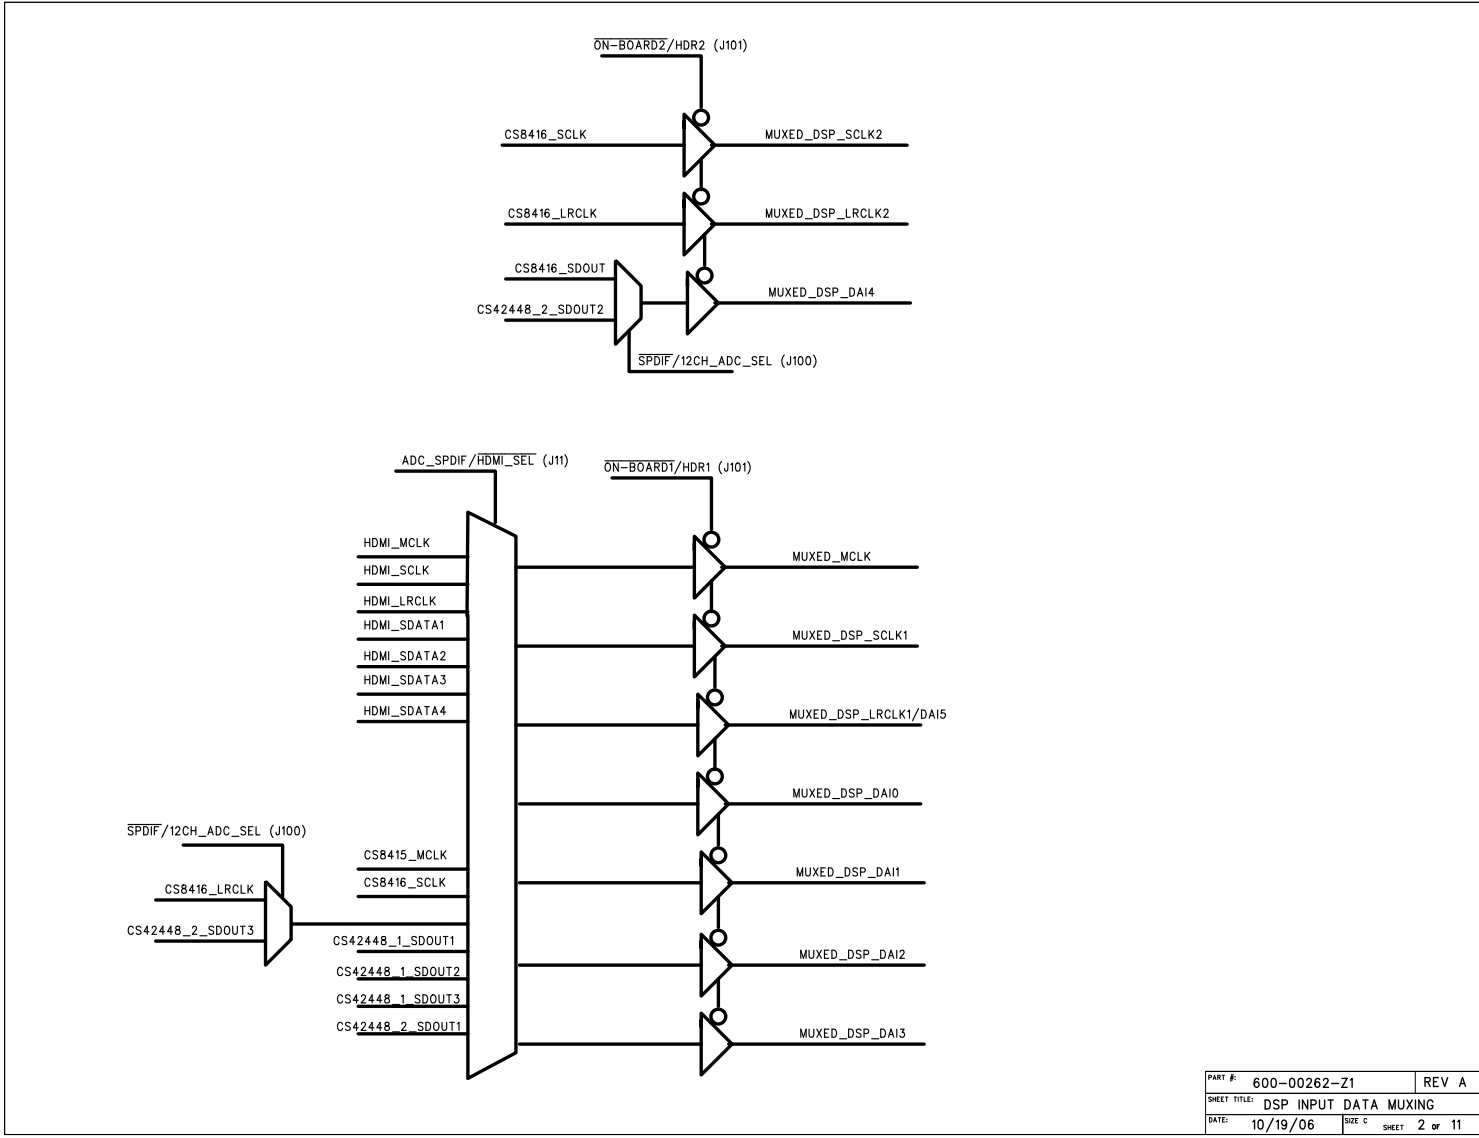 ON-BOARD2/HDR2 (J101)
CS8416_SCLK
MUXED_DSP_SCLK2
CS8416_LRCLK
MUXED_DSP_LRCLK2
CS8416_SDOUT
CS42448_2_SDOUT2
MUXED_DSP_DAI4
SPDIF/12CH_ADC_SEL (J100)
ADC_SPDIF/HDMI_SEL (J11)
ON-BOARD1/HDR1 (J101)
HDMI_MCLK
HDMI_SCLK
HDMI_LRCLK
HDMI_SDATA1
HDMI_SDATA2
HDMI_SDATA3
HDMI_SDATA4
MUXED_MCLK
MUXED_DSP_SCLK1
MUXED_DSP_LRCLK1/DAI5
MUXED_DSP_DAI0
MUXED_DSP_DAI1
MUXED_DSP_DAI2
MUXED_DSP_DAI3
SPDIF/12CH_ADC_SEL (J100)
CS8416_LRCLK
CS42448_2_SDOUT3
CS8415_MCLK
CS8416_SCLK
CS42448_1_SDOUT1
CS42448_1_SDOUT2
CS42448_1_SDOUT3
CS42448_2_SDOUT1
PART #: 600-00262-Z1 REV A
SHEET TITLE: DSP INPUT DATA MUXING
DATE: 10/19/06 SIZE C SHEET 2 OF 11